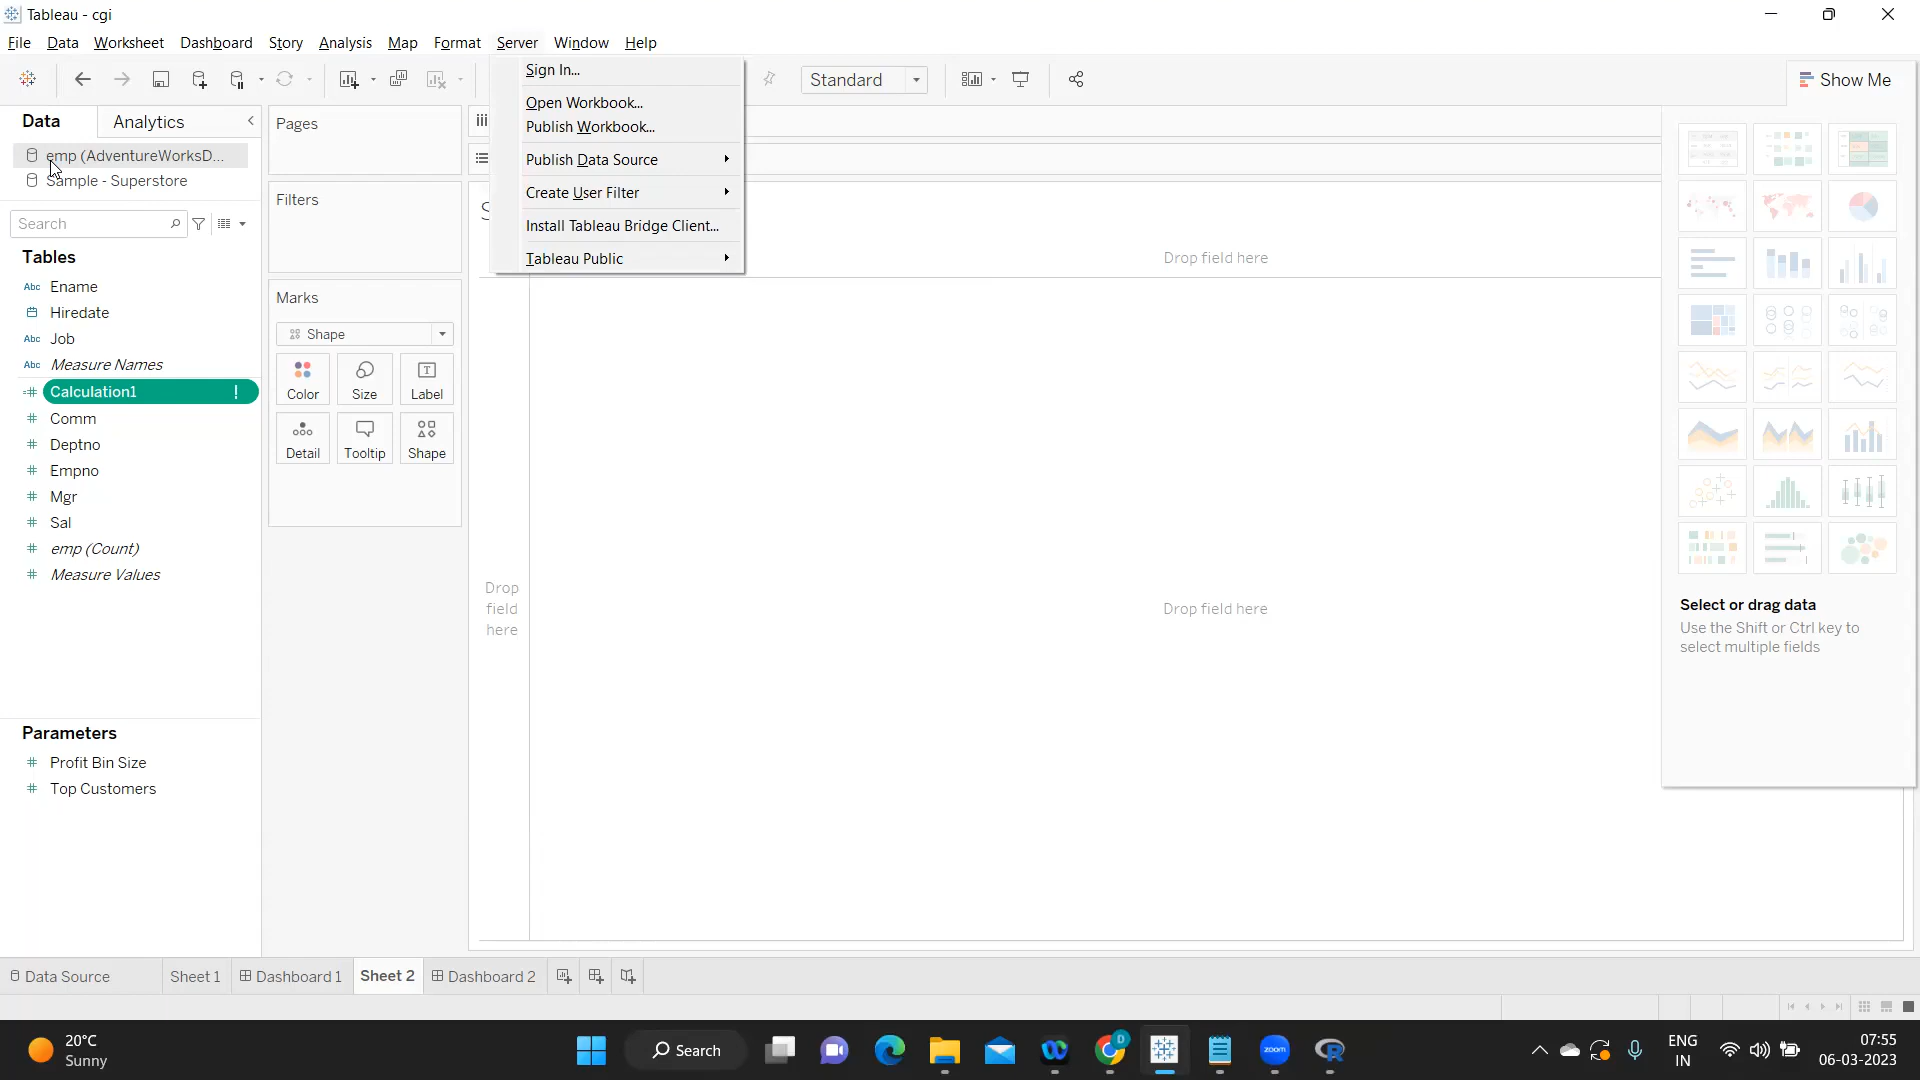 Tableau - cgi
File Data Worksheet Dashboard Story Analysis Map Format Server Window Help
Standard
Show Me
Sign In...
Open Workbook...
Publish Workbook...
Publish Data Source
Create User Filter
Install Tableau Bridge Client...
Tableau Public
Data Analytics
emp (AdventureWorksD...
Sample - Superstore
Search
Tables
Abc Ename
Hiredate
Abc Job
Abc Measure Names
Calculation1 !
Comm
Deptno
Empno
Mgr
Sal
emp (Count)
Measure Values
Parameters
Profit Bin Size
Top Customers
Pages
Filters
Marks
Shape
Color Size Label
Detail Tooltip Shape
S
Drop field here
Drop
field
here
Drop field here
Select or drag data
Use the Shift or Ctrl key to
select multiple fields
Data Source Sheet 1 Dashboard 1 Sheet 2 Dashboard 2
20°C
Sunny
Search
D
zoom
R
ENG
IN
07:55
06-03-2023